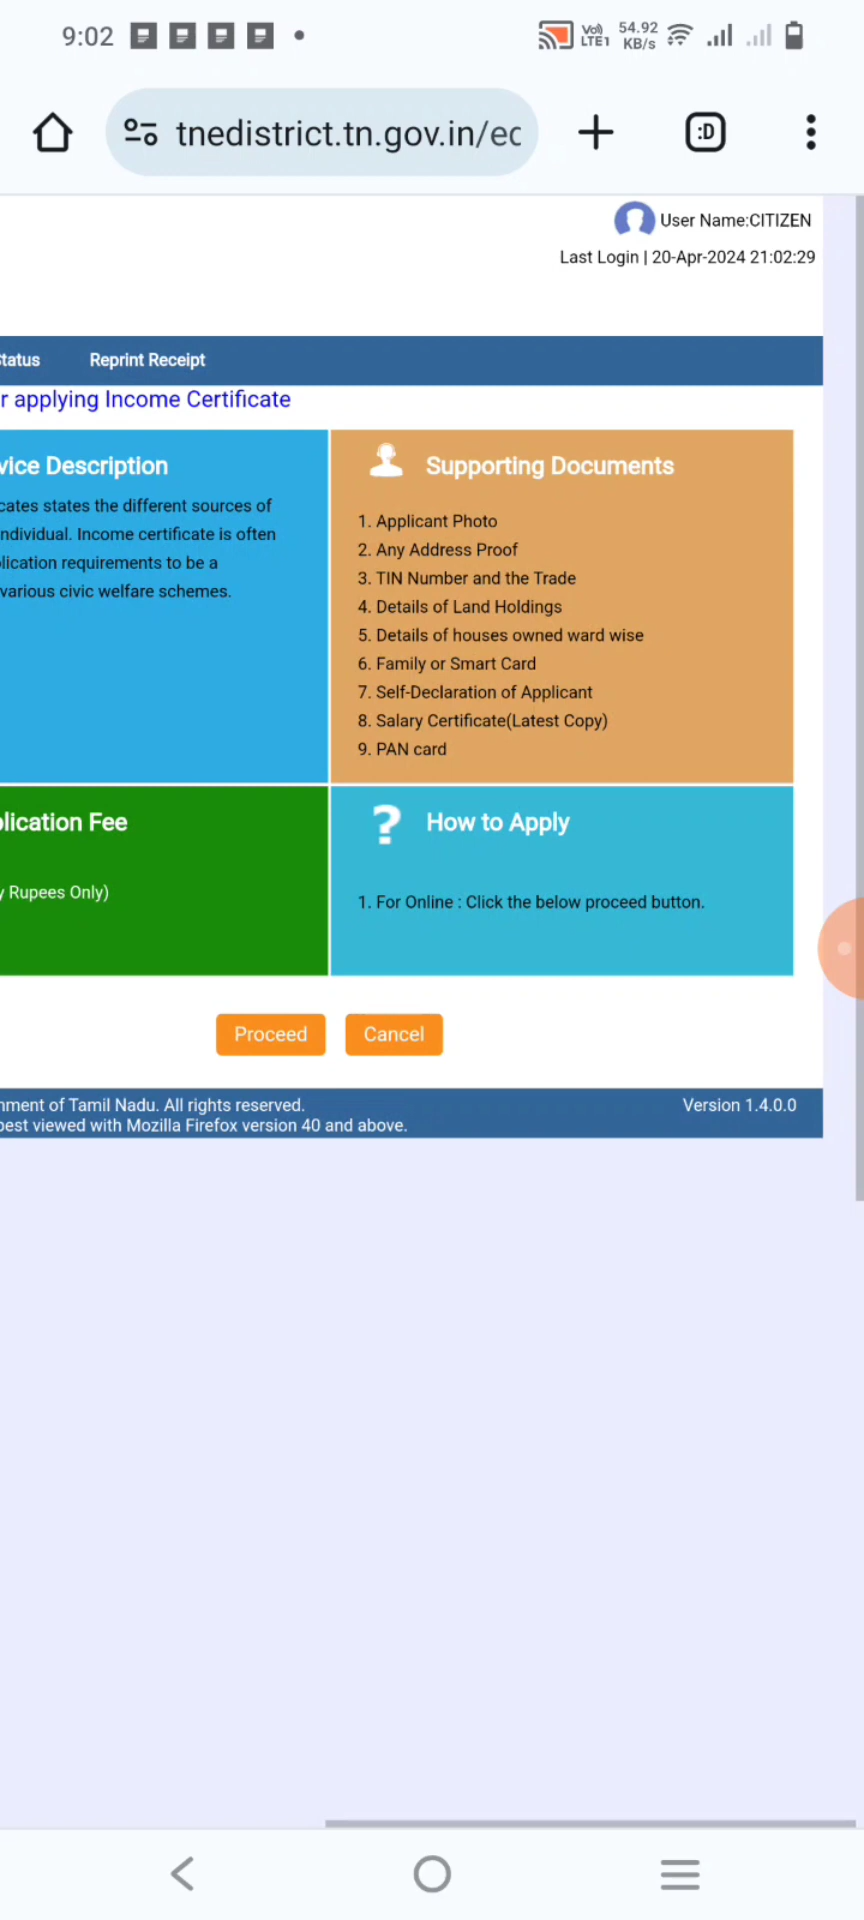 9:02
Vo) LTE1
54.92 KB/s
:D
tnedistrict.tn.gov.in/ec
User Name:CITIZEN
Last Login | 20-Apr-2024 21:02:29
Status Reprint Receipt
r applying Income Certificate
vice Description
cates states the different sources of
ndividual. Income certificate is often
lication requirements to be a
various civic welfare schemes.
Supporting Documents
1. Applicant Photo
2. Any Address Proof
3. TIN Number and the Trade
4. Details of Land Holdings
5. Details of houses owned ward wise
6. Family or Smart Card
7. Self-Declaration of Applicant
8. Salary Certificate(Latest Copy)
9. PAN card
plication Fee
y Rupees Only)
How to Apply
1. For Online : Click the below proceed button.
Proceed Cancel
nment of Tamil Nadu. All rights reserved.
best viewed with Mozilla Firefox version 40 and above.
Version 1.4.0.0